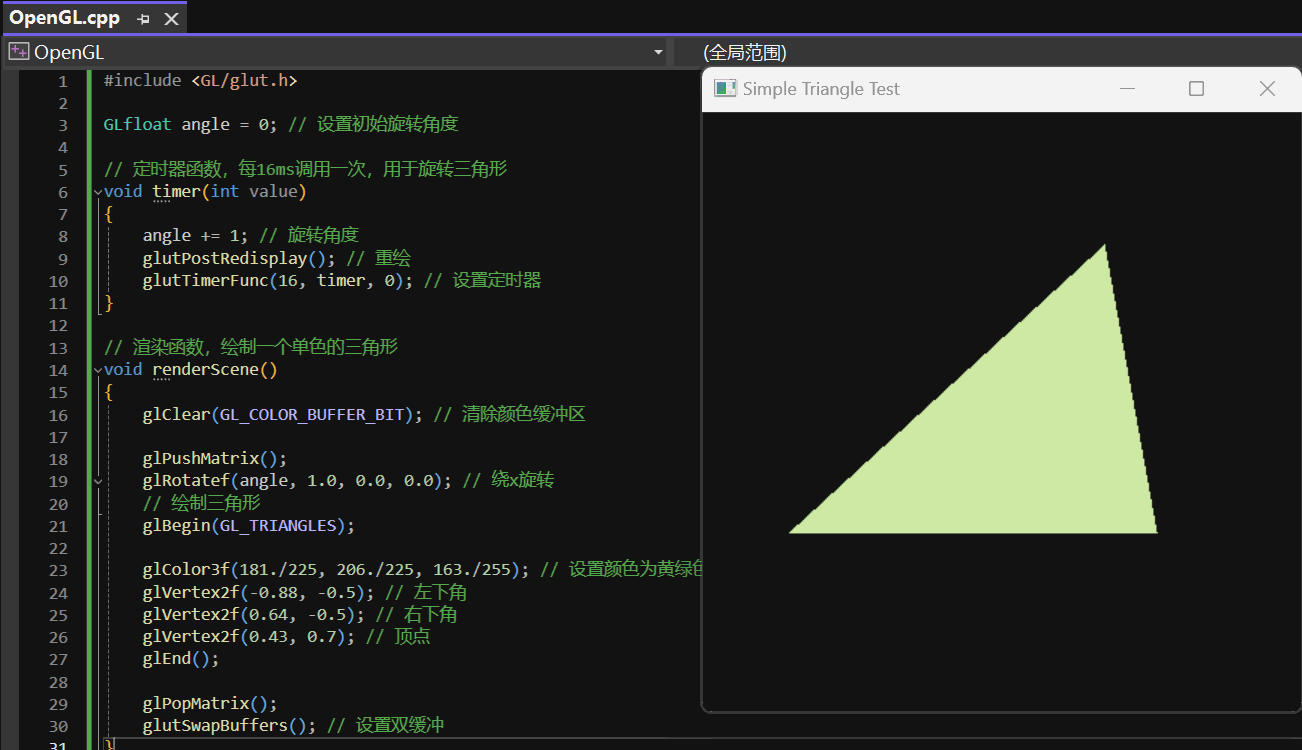 OpenGL.cpp
OpenGL
(全局范围)
Simple Triangle Test
1 #include <GL/glut.h>
2
3 GLfloat angle = 0; // 设置初始旋转角度
4
5 // 定时器函数，每16ms调用一次，用于旋转三角形
6 void timer(int value)
7 {
8 angle += 1; // 旋转角度
9 glutPostRedisplay(); // 重绘
10 glutTimerFunc(16, timer, 0); // 设置定时器
11 }
12
13 // 渲染函数，绘制一个单色的三角形
14 void renderScene()
15 {
16 glClear(GL_COLOR_BUFFER_BIT); // 清除颜色缓冲区
17
18 glPushMatrix();
19 glRotatef(angle, 1.0, 0.0, 0.0); // 绕x旋转
20 // 绘制三角形
21 glBegin(GL_TRIANGLES);
22
23 glColor3f(181./225, 206./225, 163./255); // 设置颜色为黄绿色
24 glVertex2f(-0.88, -0.5); // 左下角
25 glVertex2f(0.64, -0.5); // 右下角
26 glVertex2f(0.43, 0.7); // 顶点
27 glEnd();
28
29 glPopMatrix();
30 glutSwapBuffers(); // 设置双缓冲
31 }